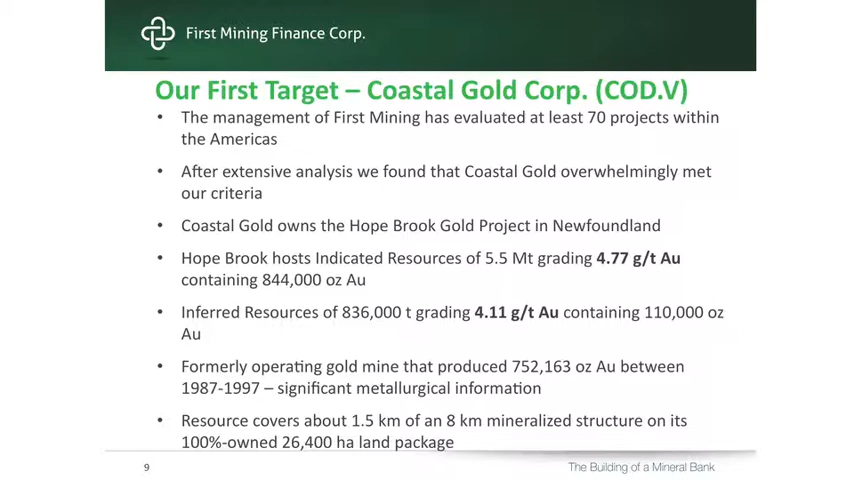 First Mining Finance Corp.
Our First Target – Coastal Gold Corp. (COD.V)
• The management of First Mining has evaluated at least 70 projects within
the Americas
• After extensive analysis we found that Coastal Gold overwhelmingly met
our criteria
• Coastal Gold owns the Hope Brook Gold Project in Newfoundland
• Hope Brook hosts Indicated Resources of 5.5 Mt grading 4.77 g/t Au
containing 844,000 oz Au
• Inferred Resources of 836,000 t grading 4.11 g/t Au containing 110,000 oz
Au
• Formerly operating gold mine that produced 752,163 oz Au between
1987-1997 – significant metallurgical information
• Resource covers about 1.5 km of an 8 km mineralized structure on its
100%-owned 26,400 ha land package
9
The Building of a Mineral Bank